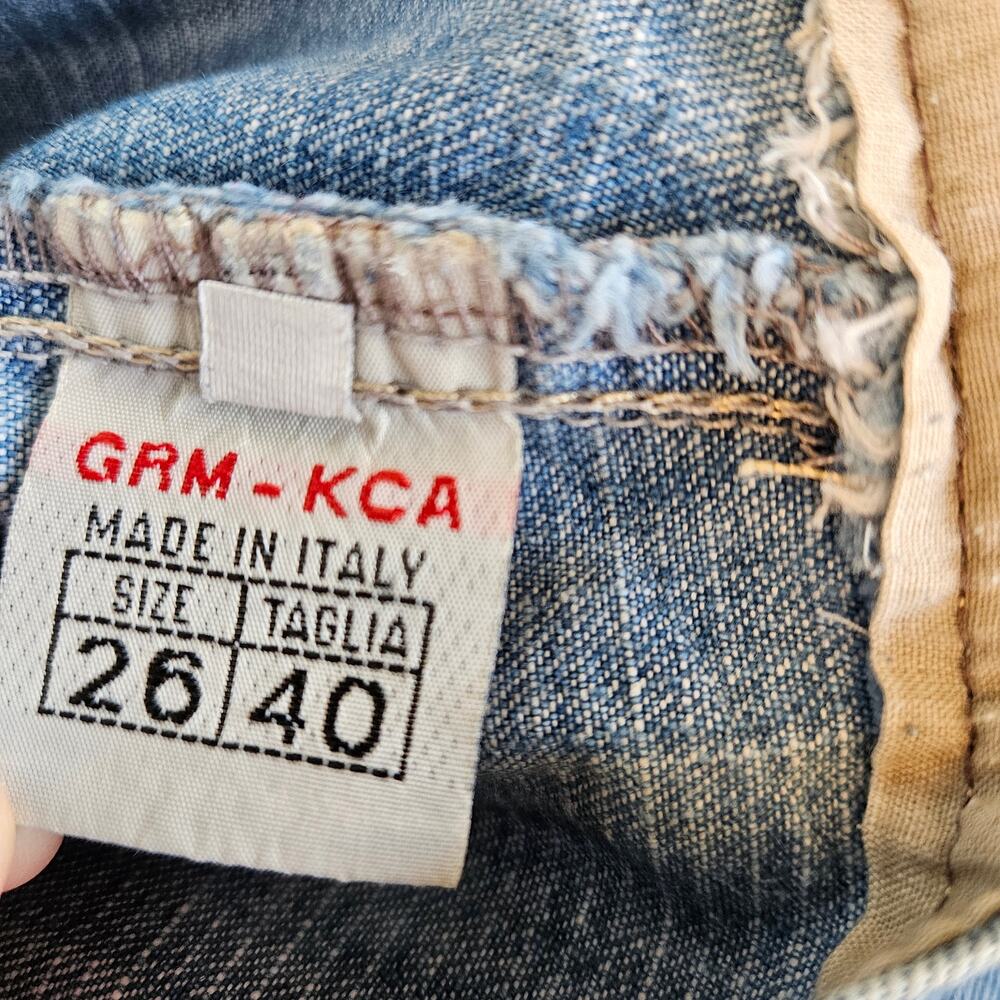 GRM - KCA
MADE IN ITALY
SIZE TAGLIA
26 40